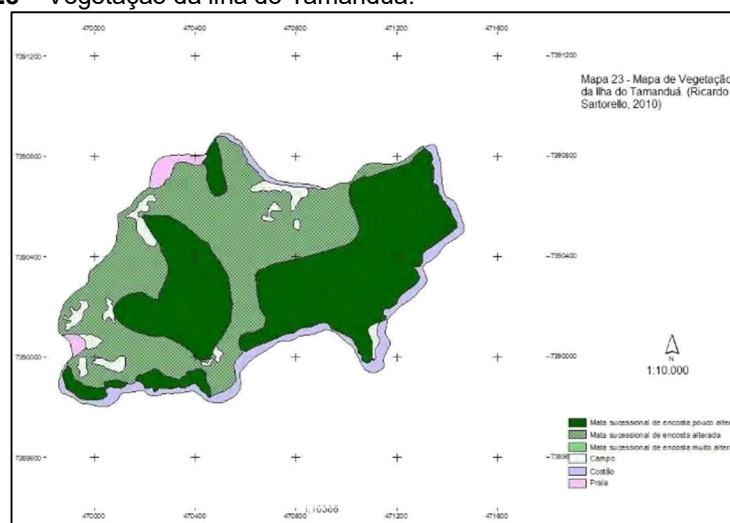 Vegetação da Ilha do Tamanduá.
470000 470400 470800 471200 471600
7391200 7391200
Mapa 23 - Mapa de Vegetação
da Ilha do Tamanduá. (Ricardo
Sartorello, 2010)
7390800 7390800
7390400 7390400
7390000 7390000
N
1:10.000
Mata sucessional de encosta pouco alter
Mata sucessional de encosta alterada
Mata sucessional de encosta muito alter
Campo
7389600
Costão
Praia
470000 470400 470800 471200 471600